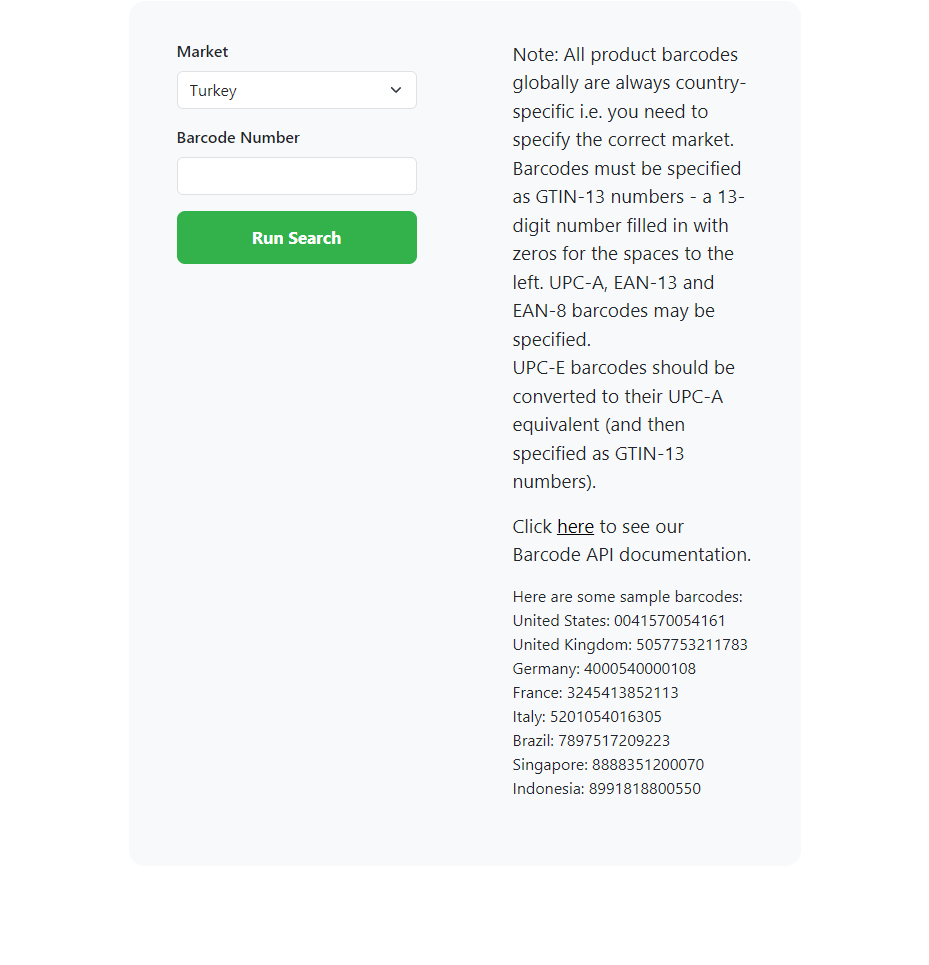 Market
Turkey
Barcode Number
Run Search
Note: All product barcodes
globally are always country-
specific i.e. you need to
specify the correct market.
Barcodes must be specified
as GTIN-13 numbers - a 13-
digit number filled in with
zeros for the spaces to the
left. UPC-A, EAN-13 and
EAN-8 barcodes may be
specified.
UPC-E barcodes should be
converted to their UPC-A
equivalent (and then
specified as GTIN-13
numbers).
Click here to see our
Barcode API documentation.
Here are some sample barcodes:
United States: 0041570054161
United Kingdom: 5057753211783
Germany: 4000540000108
France: 3245413852113
Italy: 5201054016305
Brazil: 7897517209223
Singapore: 8888351200070
Indonesia: 8991818800550